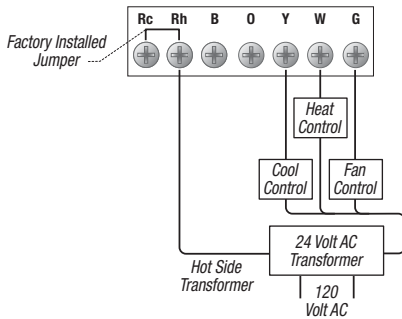 Rc Rh B O Y W G
Factory Installed
Jumper
Heat
Control
Cool
Control
Fan
Control
24 Volt AC
Transformer
Hot Side
Transformer
120
Volt AC